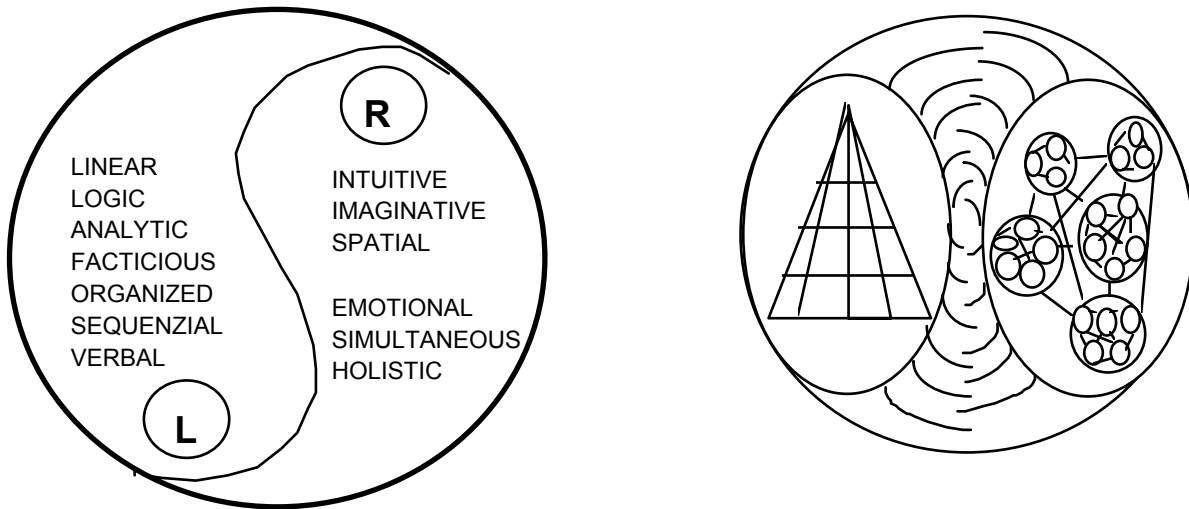 R
LINEAR
LOGIC
ANALYTIC
FACTICIOUS
ORGANIZED
SEQUENZIAL
VERBAL
INTUITIVE
IMAGINATIVE
SPATIAL
EMOTIONAL
SIMULTANEOUS
HOLISTIC
L